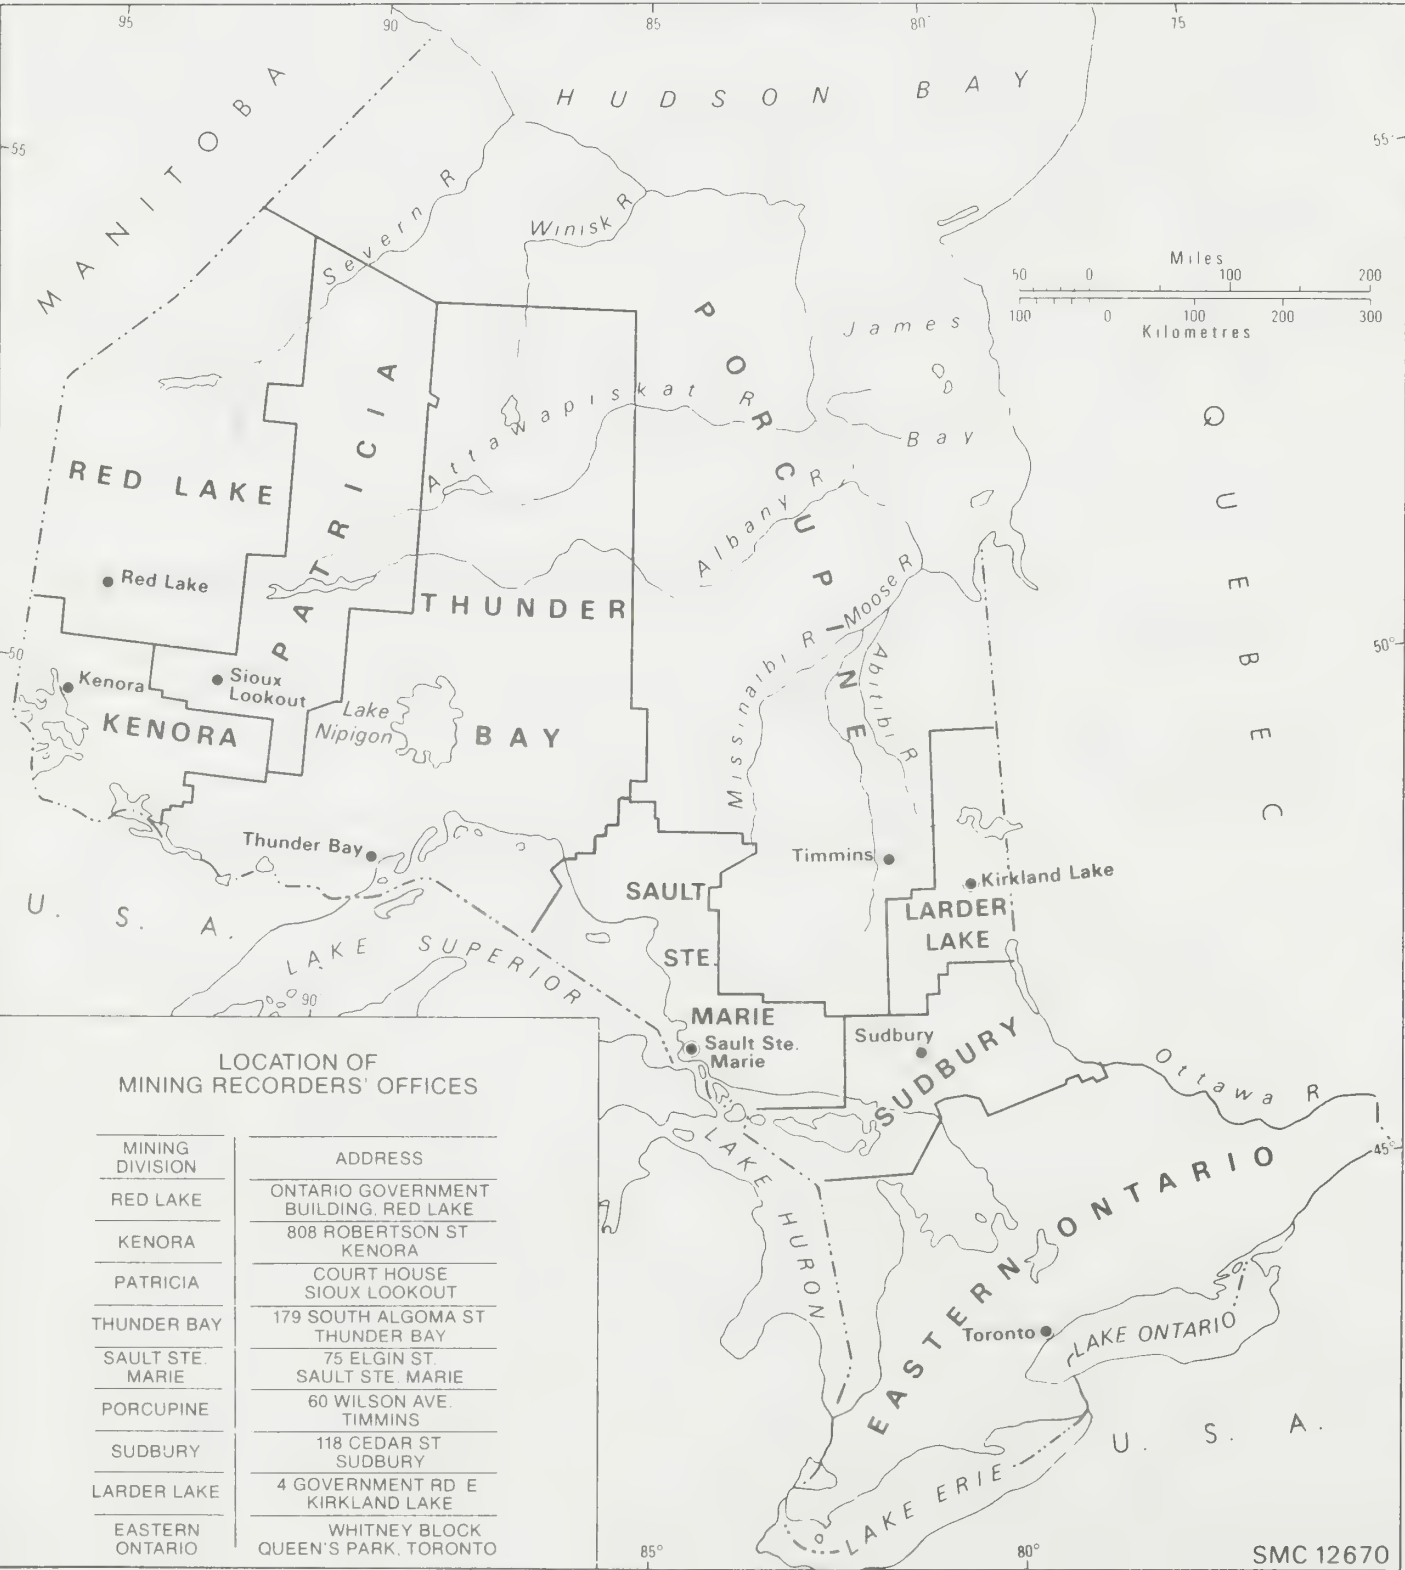 95 90 85 80 75
HUDSON BAY
MANITOBA
55 55
Severn R
Winisk R
Miles
50 0 100 200
100 0 100 200 300
Kilometres
James
Bay
PORCUPINE
Attawapiskat R
PATRICIA
QUEBEC
RED LAKE
Albany R
Red Lake
THUNDER
BAY
Moose R
Missinaibi R
Abitibi R
50 50°
Kenora
Sioux
Lookout
Lake
Nipigon
KENORA
Thunder Bay
Timmins
Kirkland Lake
SAULT
STE.
MARIE
LARDER
LAKE
U. S. A.
LAKE SUPERIOR
90
Sault Ste.
Marie
Sudbury
SUDBURY
Ottawa R
45°
LAKE HURON
EASTERN ONTARIO
Toronto
LAKE ONTARIO
U. S. A.
LAKE ERIE
85° 80°
SMC 12670
LOCATION OF
MINING RECORDERS' OFFICES
MINING
DIVISION
ADDRESS
RED LAKE
ONTARIO GOVERNMENT
BUILDING, RED LAKE
KENORA
808 ROBERTSON ST
KENORA
PATRICIA
COURT HOUSE
SIOUX LOOKOUT
THUNDER BAY
179 SOUTH ALGOMA ST
THUNDER BAY
SAULT STE.
MARIE
75 ELGIN ST.
SAULT STE. MARIE
PORCUPINE
60 WILSON AVE.
TIMMINS
SUDBURY
118 CEDAR ST
SUDBURY
LARDER LAKE
4 GOVERNMENT RD E
KIRKLAND LAKE
EASTERN
ONTARIO
WHITNEY BLOCK
QUEEN'S PARK, TORONTO